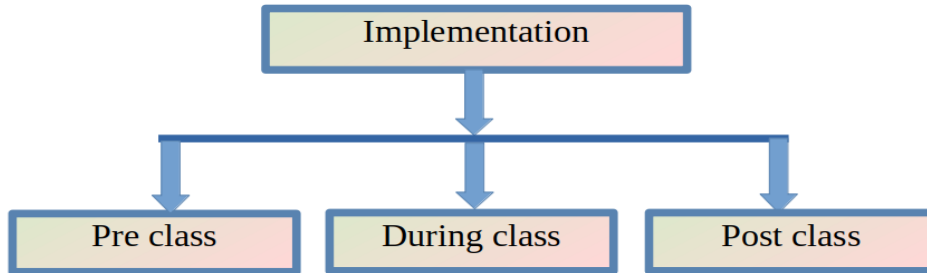 Implementation
Pre class
During class
Post class